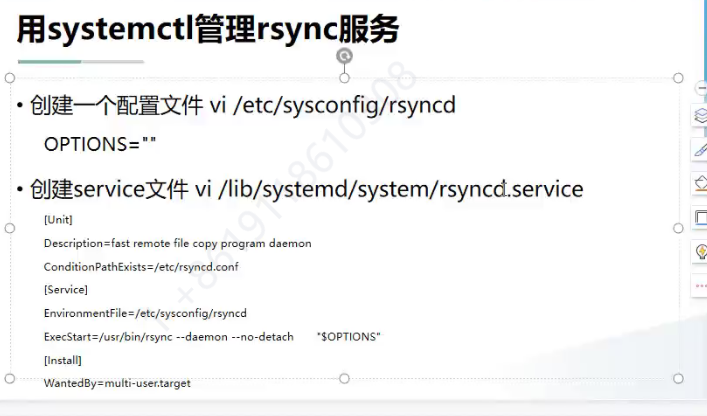 用systemctl管理rsync服务
• 创建一个配置文件 vi /etc/sysconfig/rsyncd
OPTIONS=""
• 创建service文件 vi /lib/systemd/system/rsyncd.service
[Unit]
Description=fast remote file copy program daemon
ConditionPathExists=/etc/rsyncd.conf
[Service]
EnvironmentFile=/etc/sysconfig/rsyncd
ExecStart=/usr/bin/rsync --daemon --no-detach "$OPTIONS"
[Install]
WantedBy=multi-user.target